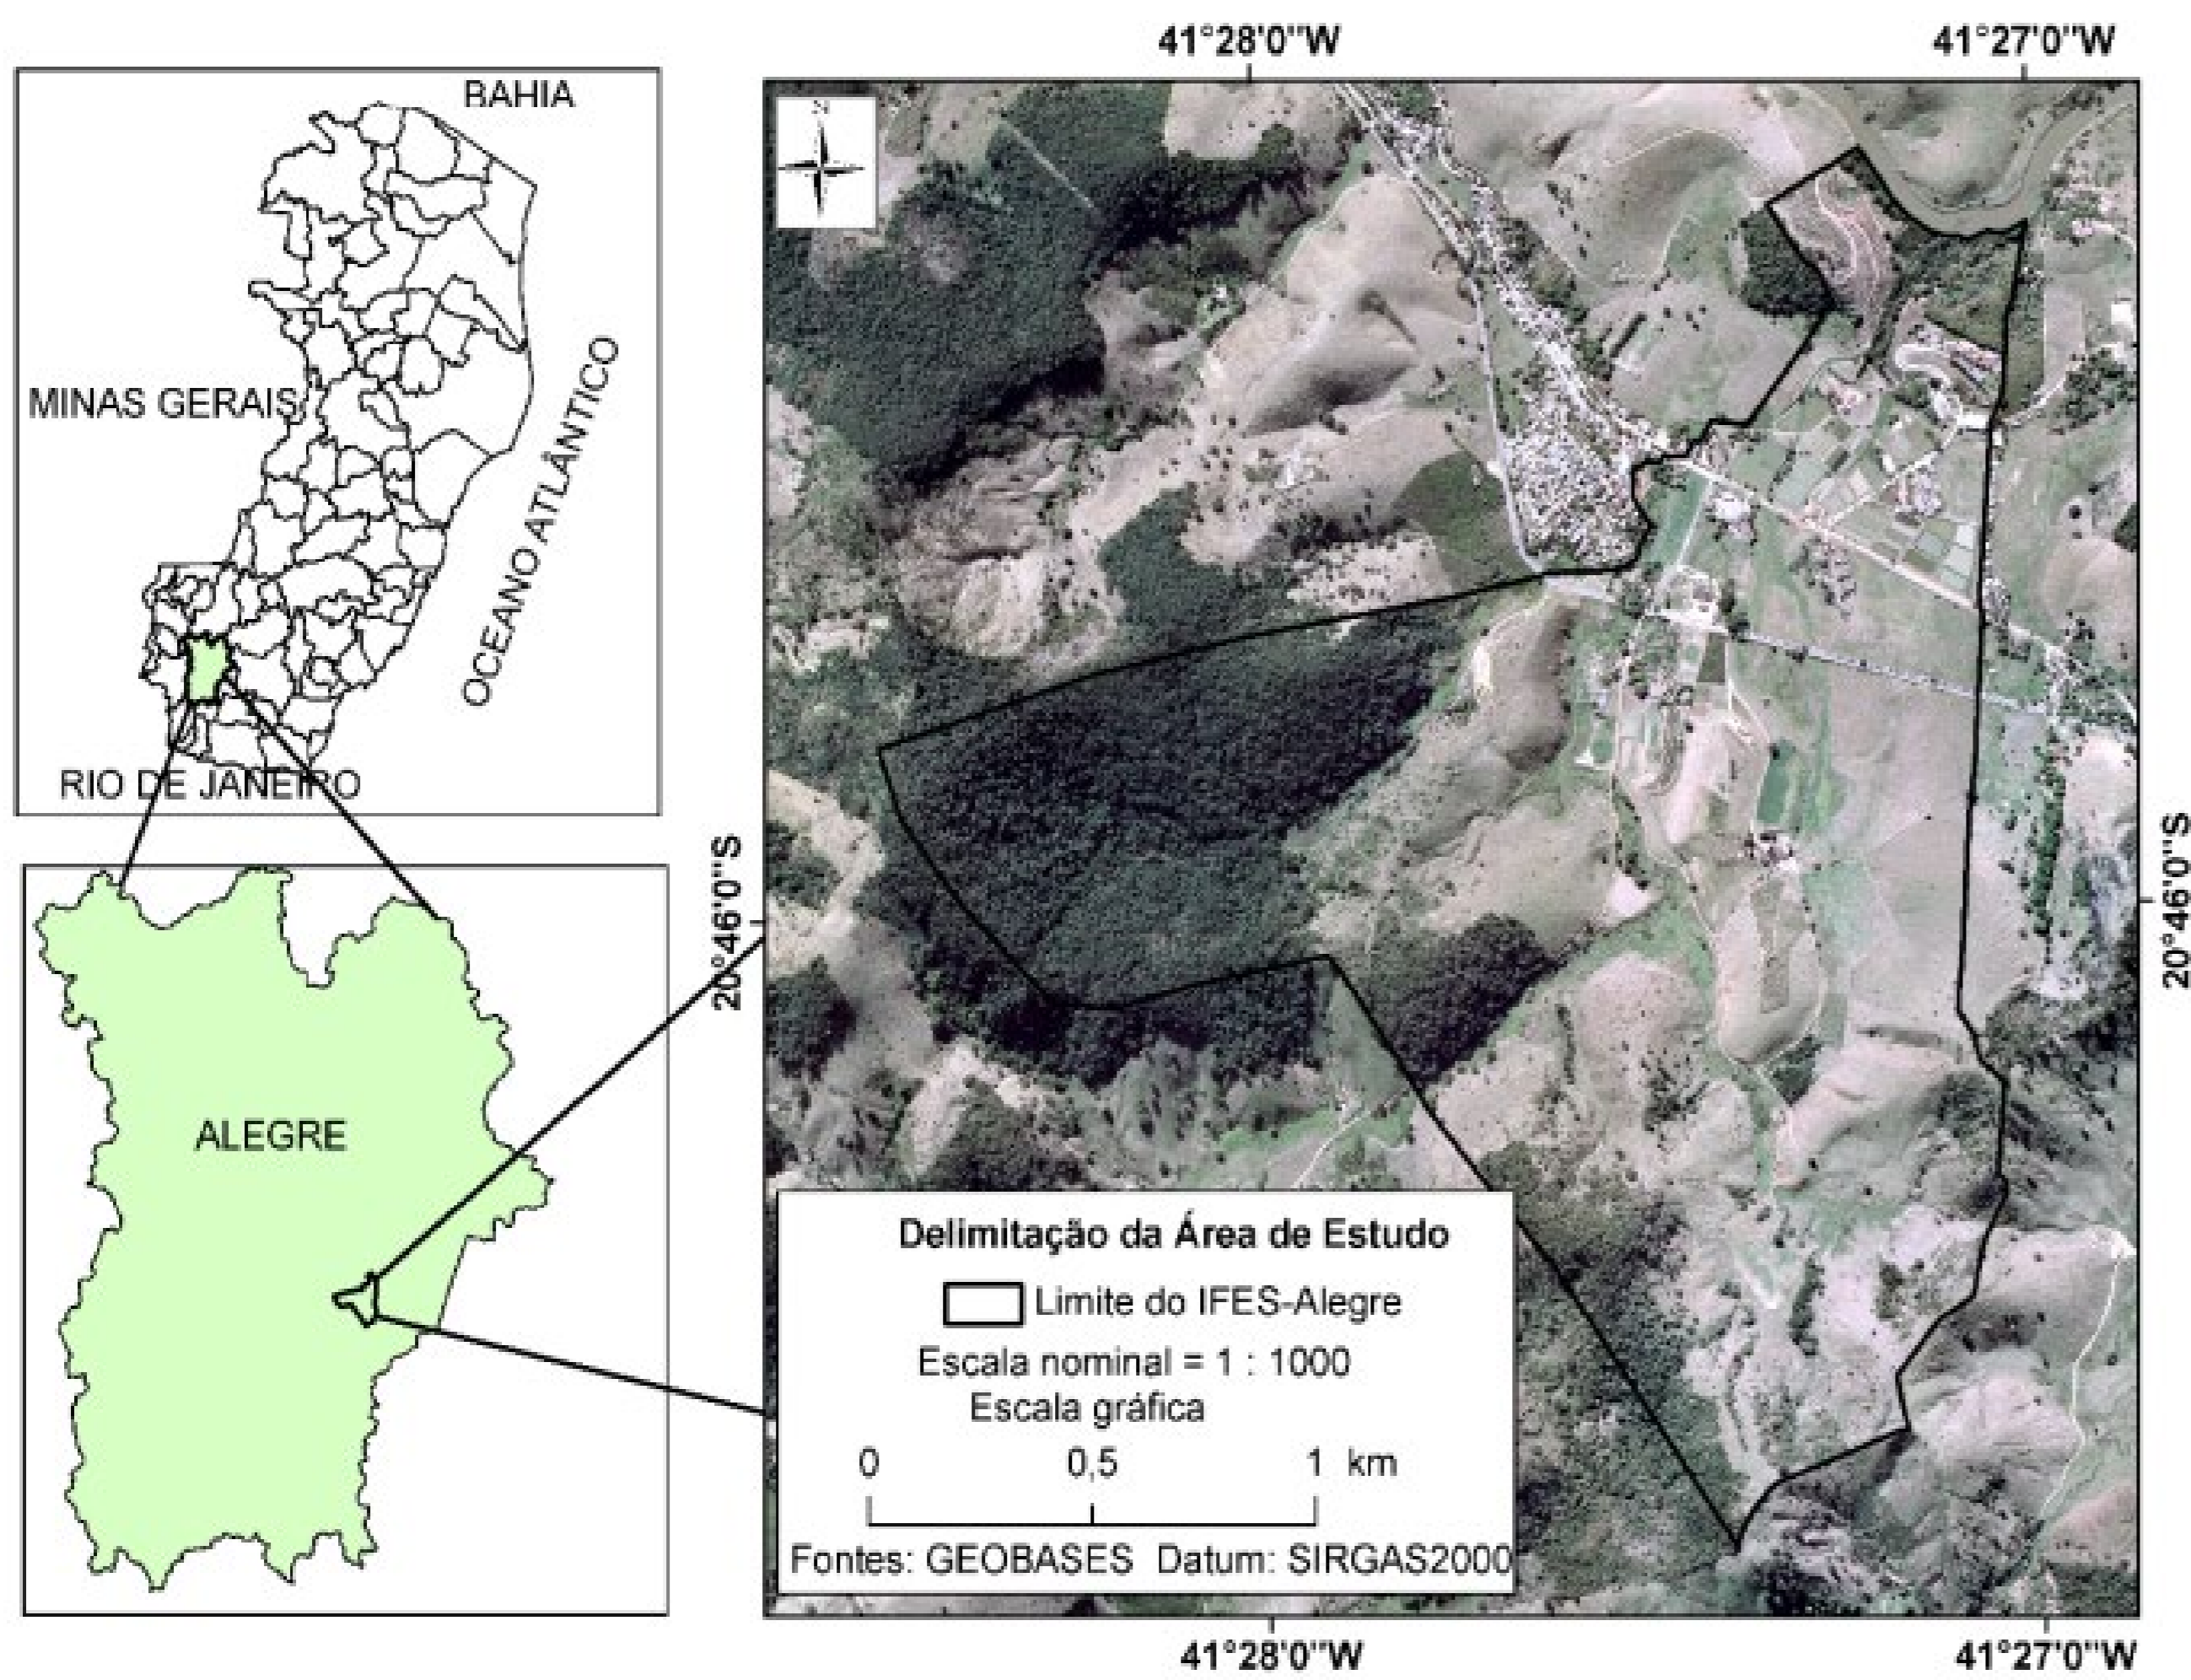 BAHIA
MINAS GERAIS
OCEANO ATLÂNTICO
RIO DE JANEIRO
ALEGRE
41°28'0"W
41°27'0"W
N
20°46'0"S
20°46'0"S
Delimitação da Área de Estudo
Limite do IFES-Alegre
Escala nominal = 1 : 1000
Escala gráfica
0 0,5 1 km
Fontes: GEOBASES Datum: SIRGAS2000
41°28'0"W
41°27'0"W